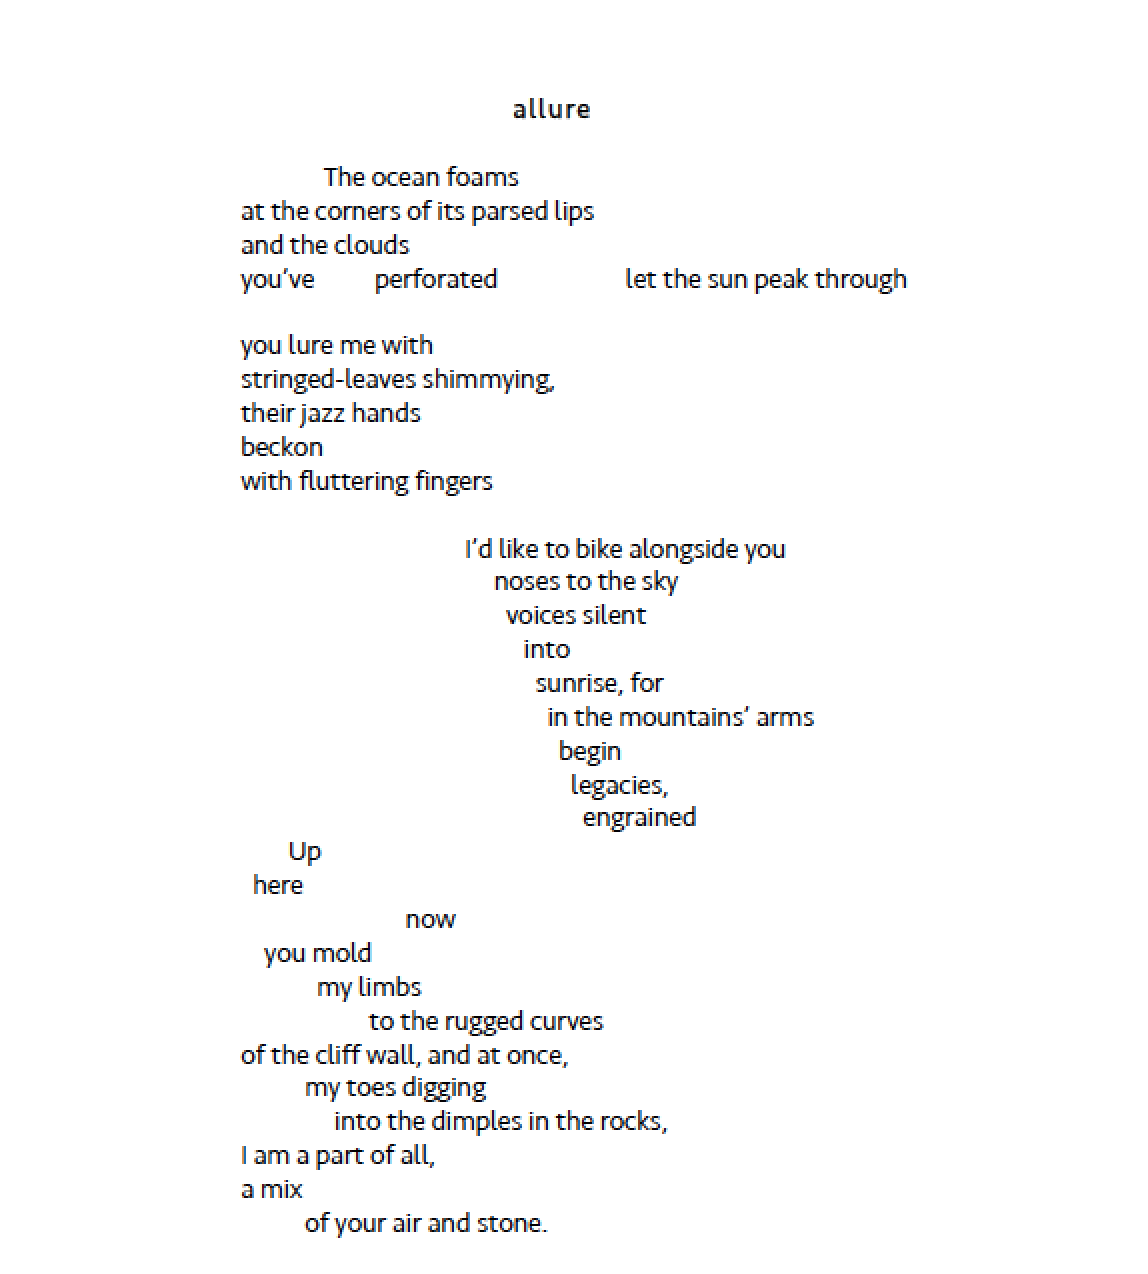 allure
The ocean foams
at the corners of its parsed lips
and the clouds
you've perforated let the sun peak through
you lure me with
stringed-leaves shimmying,
their jazz hands
beckon
with fluttering fingers
I'd like to bike alongside you
noses to the sky
voices silent
into
sunrise, for
in the mountains' arms
begin
legacies,
engrained
Up
here
now
you mold
my limbs
to the rugged curves
of the cliff wall, and at once,
my toes digging
into the dimples in the rocks,
I am a part of all,
a mix
of your air and stone.